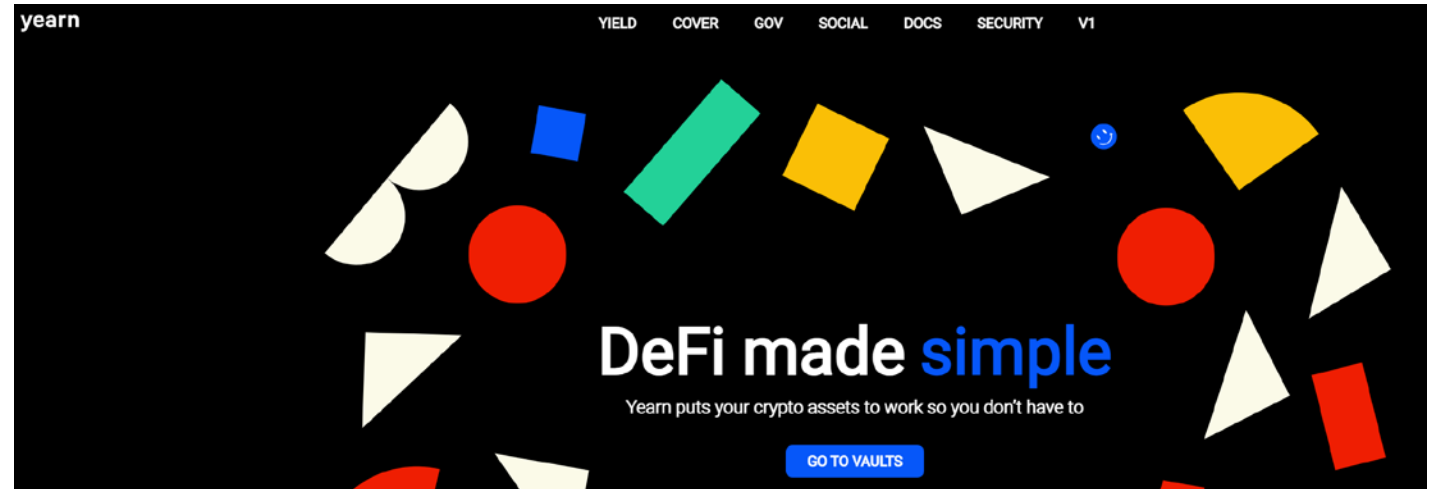 yearn
YIELD COVER GOV SOCIAL DOCS SECURITY V1
DeFi made simple
Yearn puts your crypto assets to work so you don't have to
GO TO VAULTS